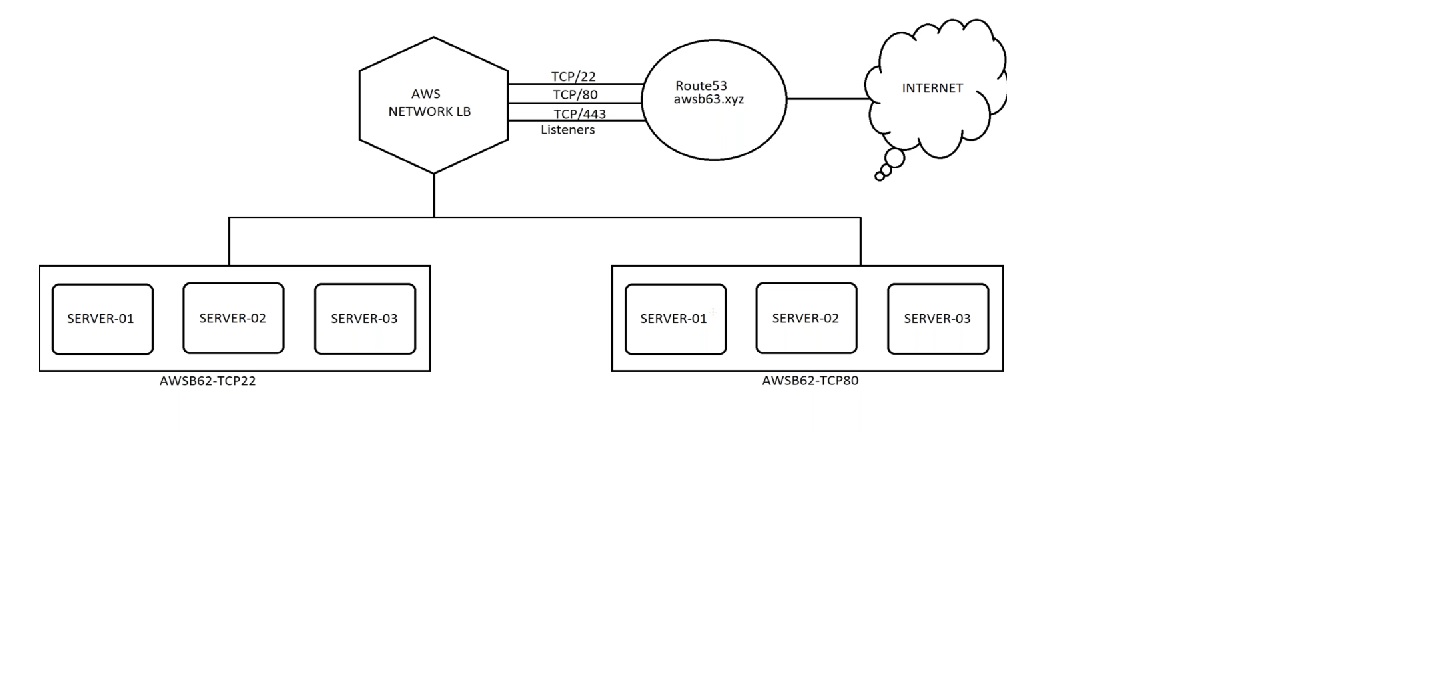 AWS
NETWORK LB
TCP/22
TCP/80
TCP/443
Listeners
Route53
awsb63.xyz
INTERNET
SERVER-01
SERVER-02
SERVER-03
AWSB62-TCP22
SERVER-01
SERVER-02
SERVER-03
AWSB62-TCP80